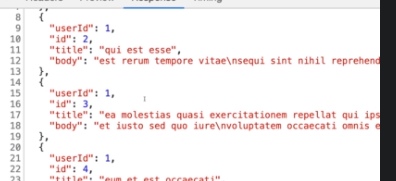 8 {
9 "userId": 1,
10 "id": 2,
11 "title": "qui est esse",
12 "body": "est rerum tempore vitae\nsequi sint nihil reprehend
13 },
14 {
15 "userId": 1,
16 "id": 3,
17 "title": "ea molestias quasi exercitationem repellat qui ips
18 "body": "et iusto sed quo iure\nvoluptatem occaecati omnis e
19 },
20 {
21 "userId": 1,
22 "id": 4,
23 "title": "eum et est occaecati"